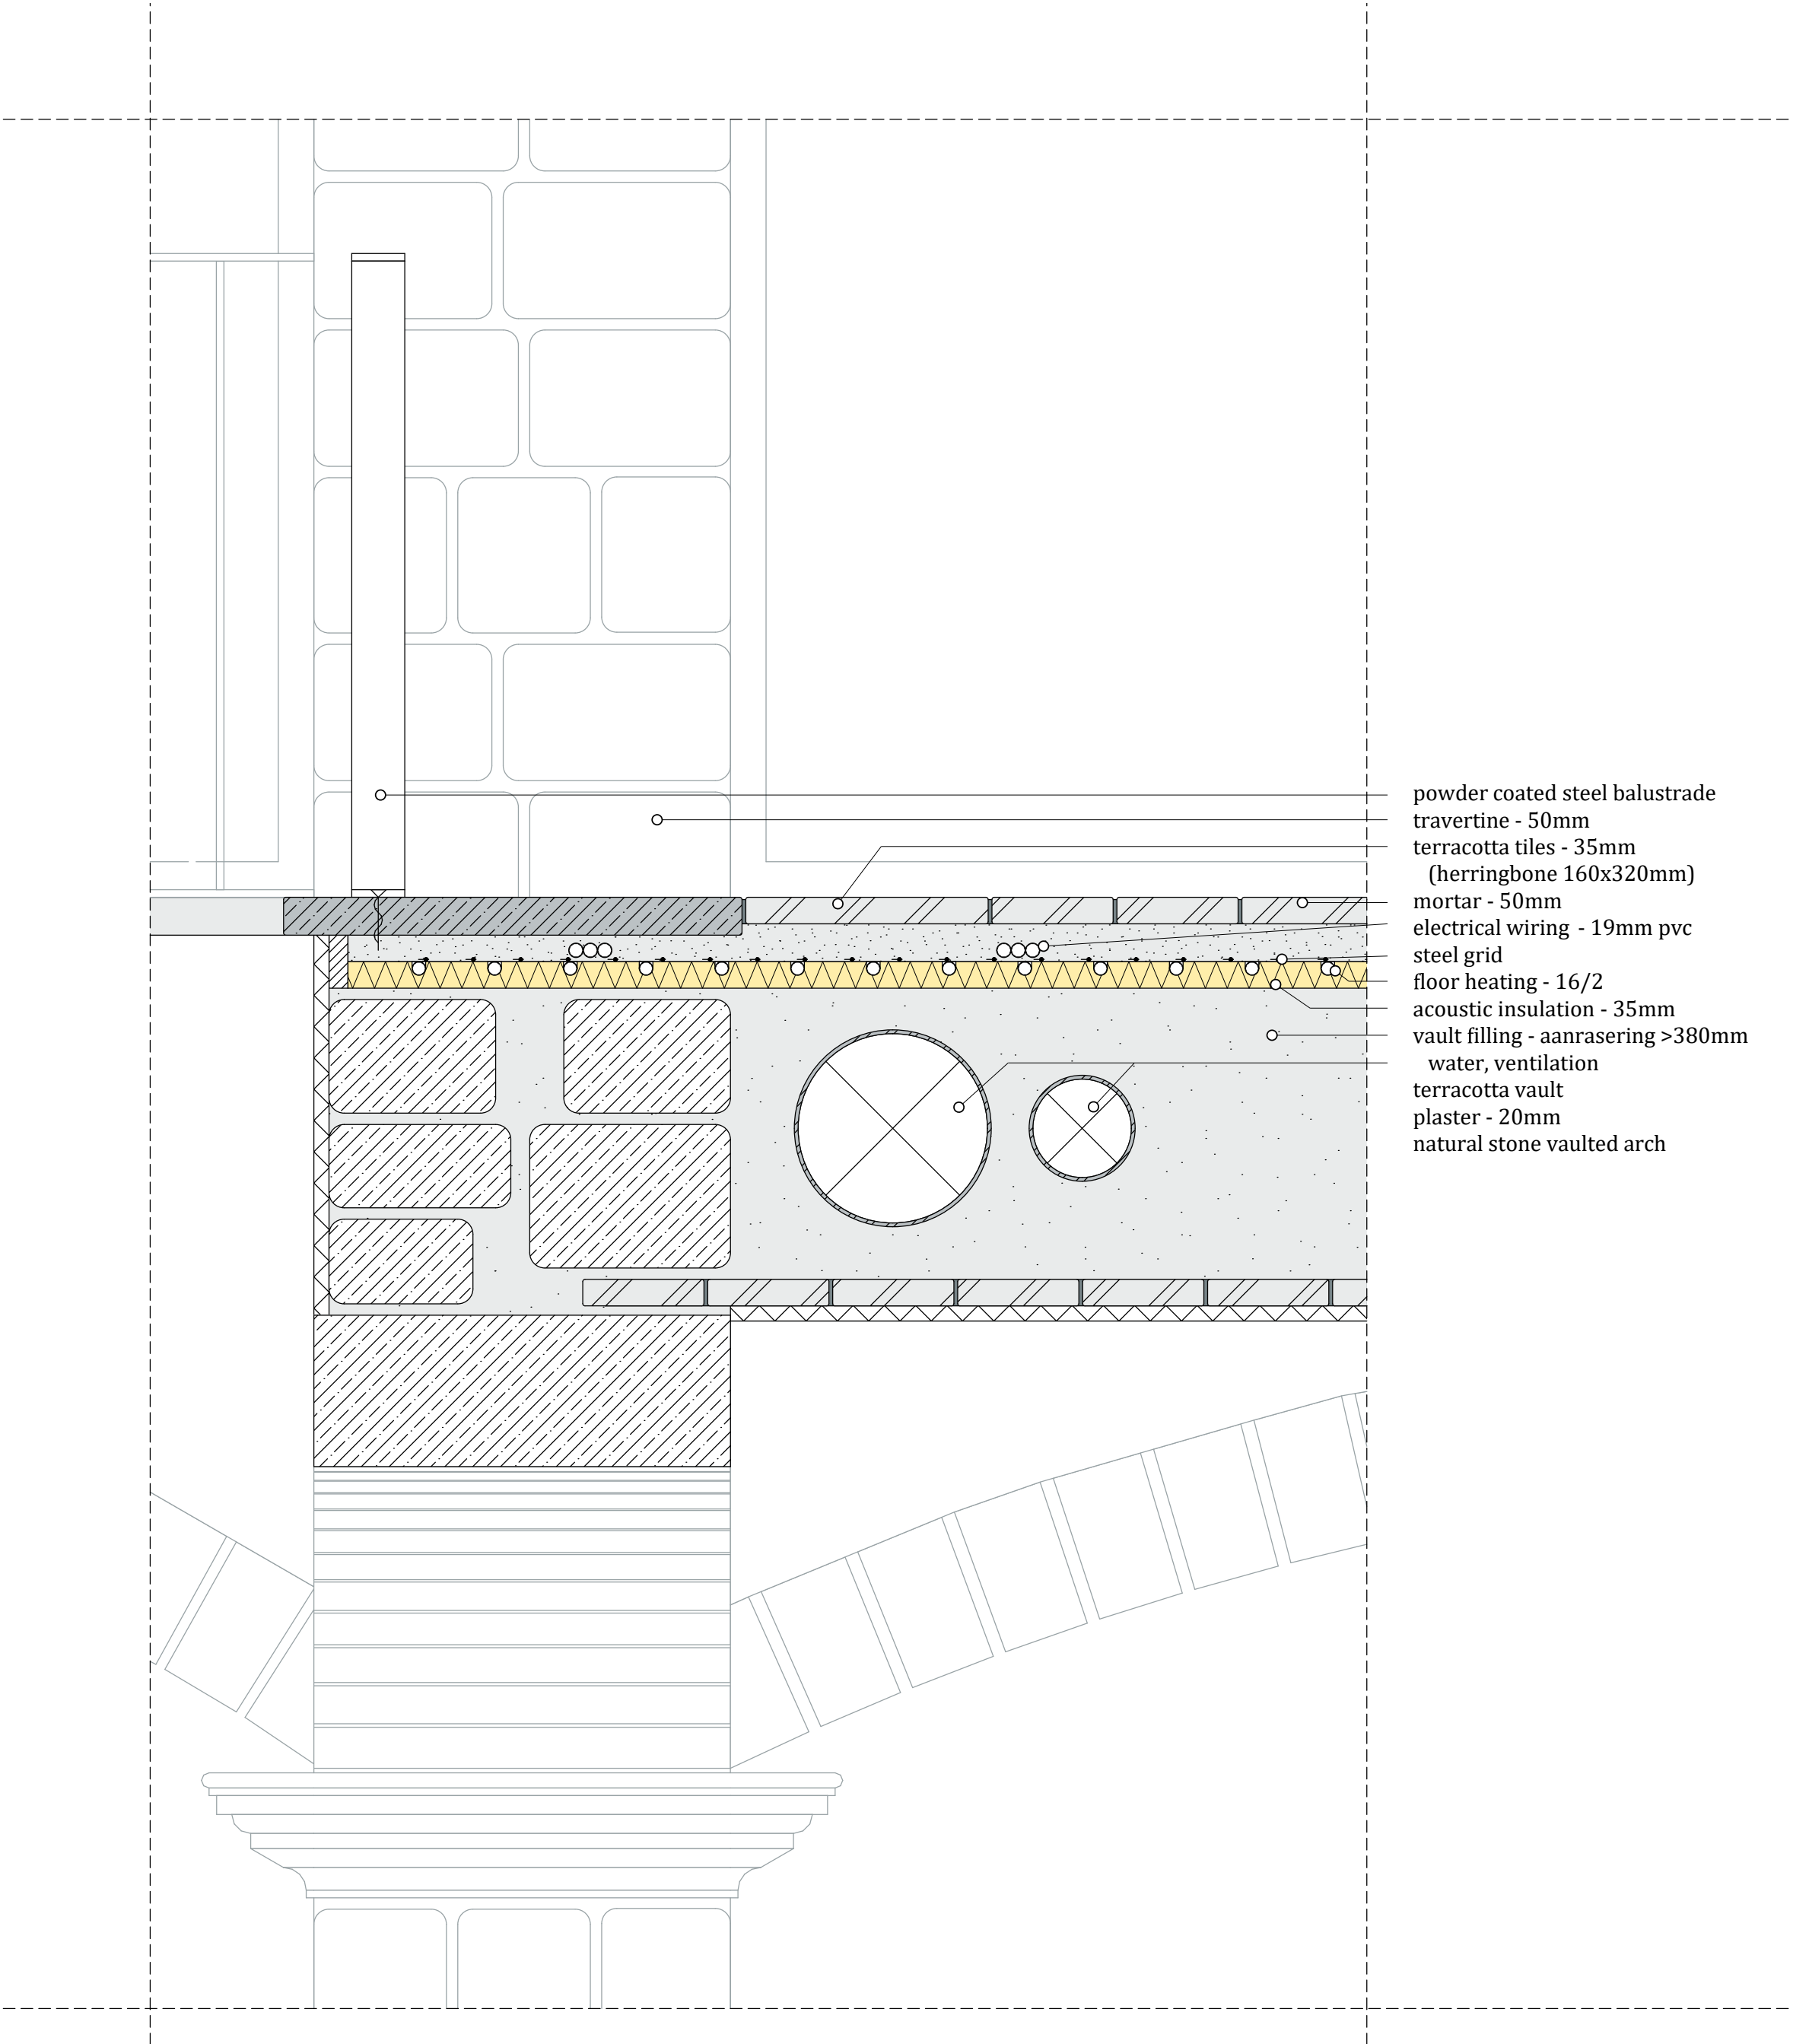 powder coated steel balustrade
travertine - 50mm
terracotta tiles - 35mm
(herringbone 160x320mm)
mortar - 50mm
electrical wiring - 19mm pvc
steel grid
floor heating - 16/2
acoustic insulation - 35mm
vault filling - aanrasering >380mm
water, ventilation
terracotta vault
plaster - 20mm
natural stone vaulted arch